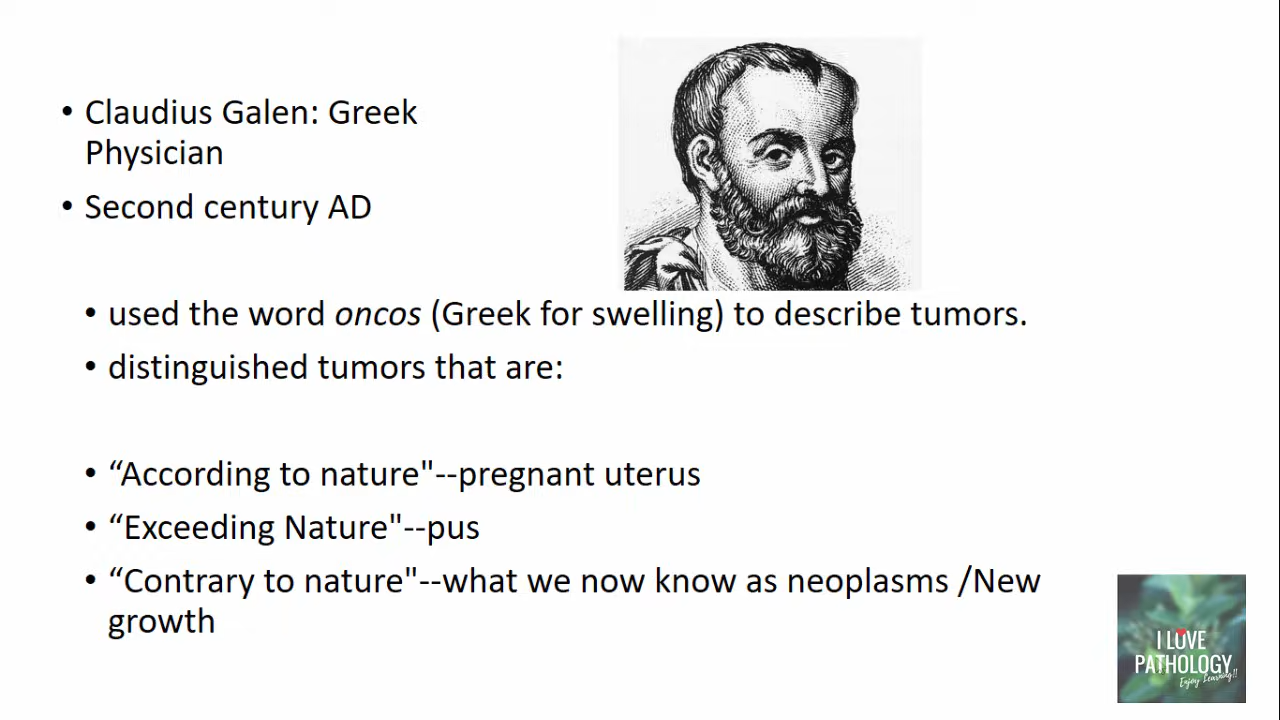 • Claudius Galen: Greek
Physician
• Second century AD
• used the word oncos (Greek for swelling) to describe tumors.
• distinguished tumors that are:
• “According to nature"--pregnant uterus
• “Exceeding Nature"--pus
• “Contrary to nature"--what we now know as neoplasms /New
growth
I LOVE
PATHOLOGY
Enjoy Learning!!